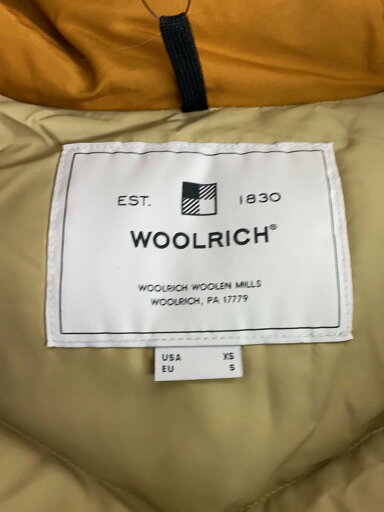 EST. 1830
WOOLRICH®
WOOLRICH WOOLEN MILLS
WOOLRICH, PA 17779
USA XS
EU S